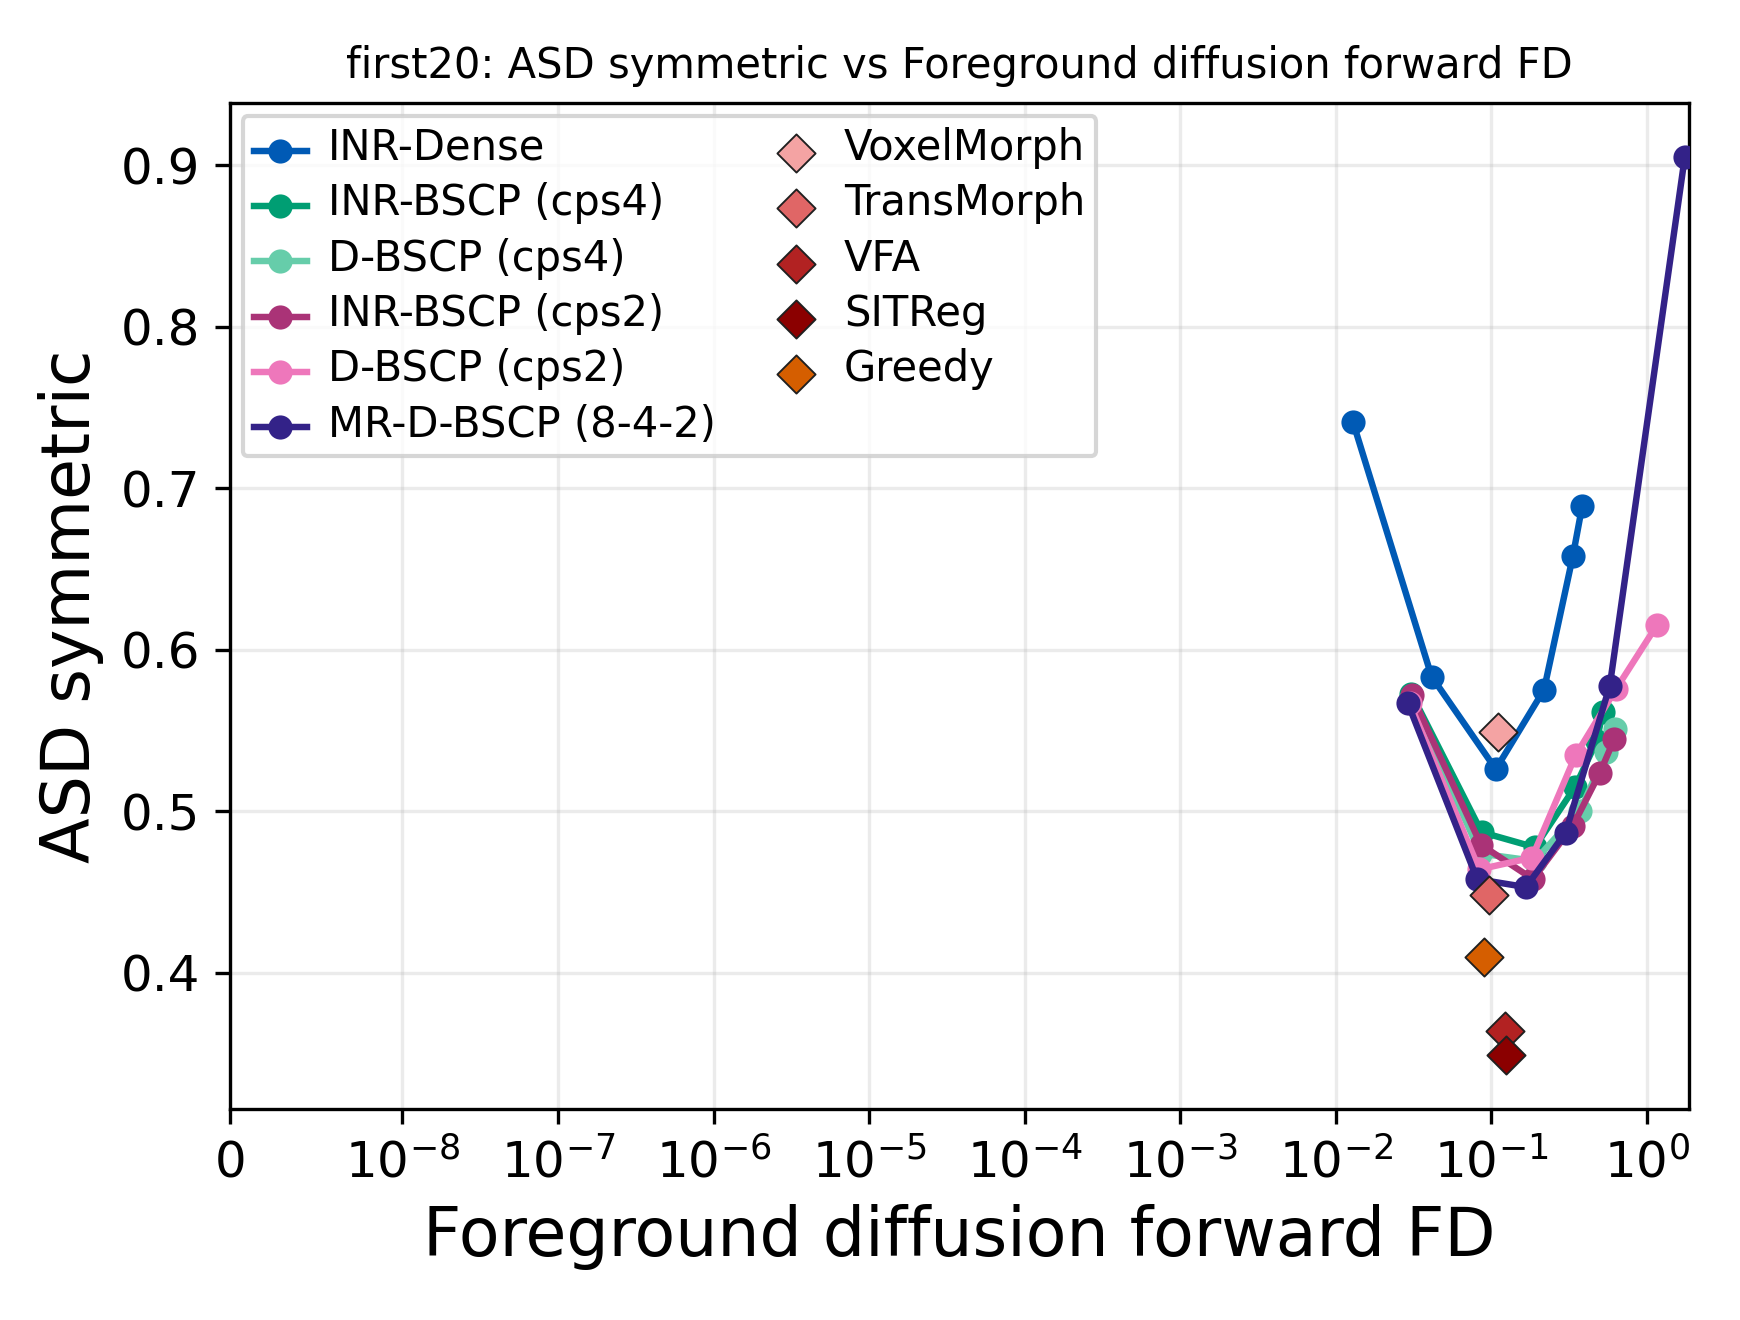 first20: ASD symmetric vs Foreground diffusion forward FD
INR-Dense
INR-BSCP (cps4)
D-BSCP (cps4)
INR-BSCP (cps2)
D-BSCP (cps2)
MR-D-BSCP (8-4-2)
VoxelMorph
TransMorph
VFA
SITReg
Greedy
ASD symmetric
0.9
0.8
0.7
0.6
0.5
0.4
0 10⁻⁸ 10⁻⁷ 10⁻⁶ 10⁻⁵ 10⁻⁴ 10⁻³ 10⁻² 10⁻¹ 10⁰
Foreground diffusion forward FD